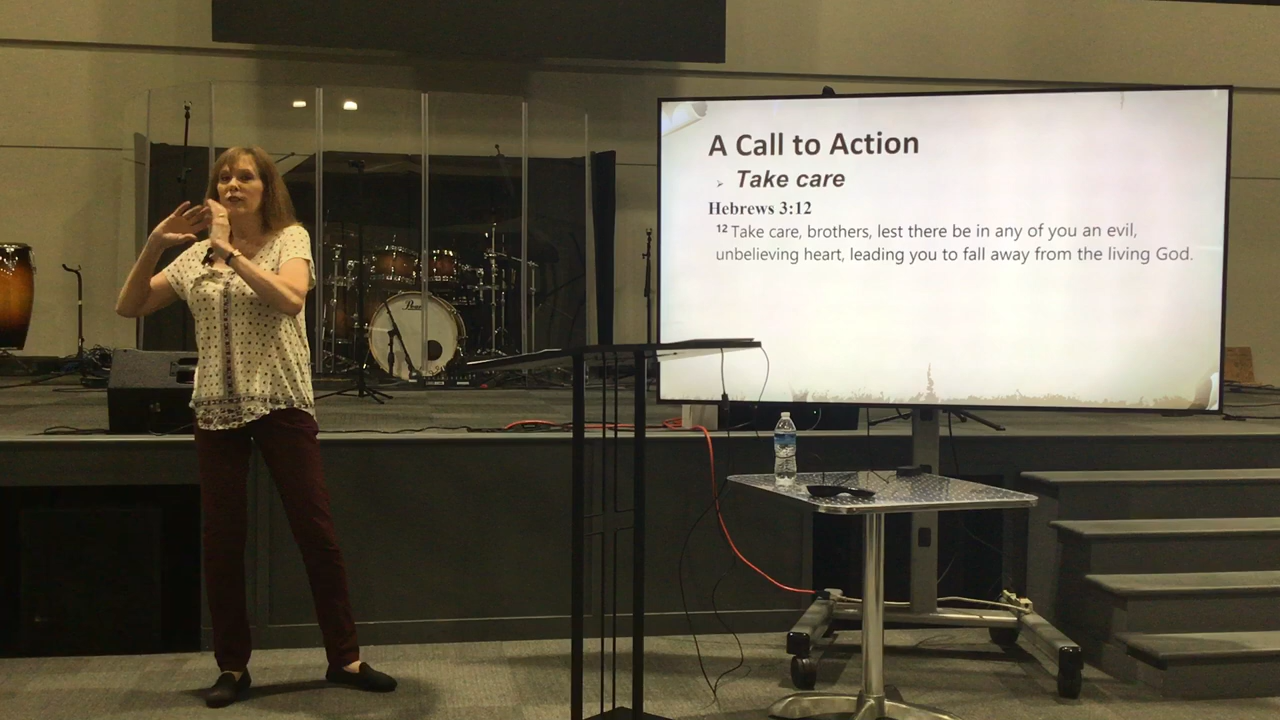 A Call to Action
➢ Take care
Hebrews 3:12
12 Take care, brothers, lest there be in any of you an evil,
unbelieving heart, leading you to fall away from the living God.